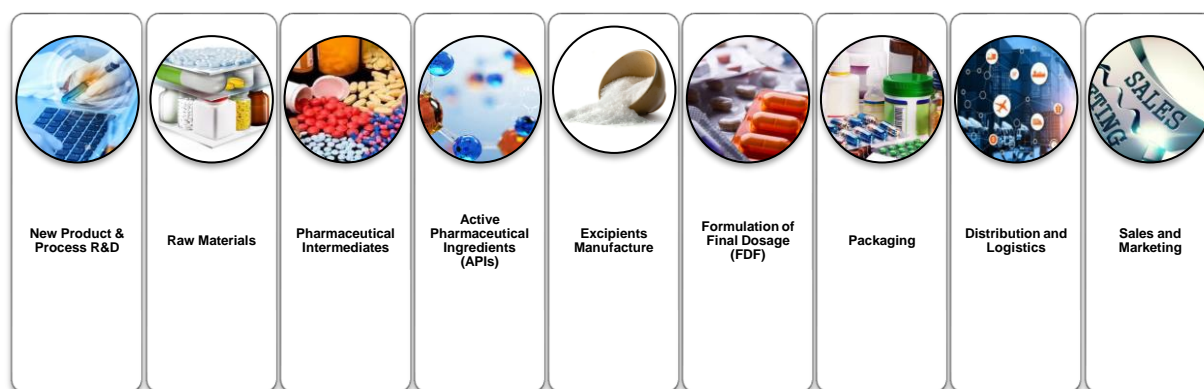 SALES
ETING
New Product &
Process R&D
Raw Materials
Pharmaceutical
Intermediates
Active
Pharmaceutical
Ingredients
(APIs)
Excipients
Manufacture
Formulation of
Final Dosage
(FDF)
Packaging
Distribution and
Logistics
Sales and
Marketing